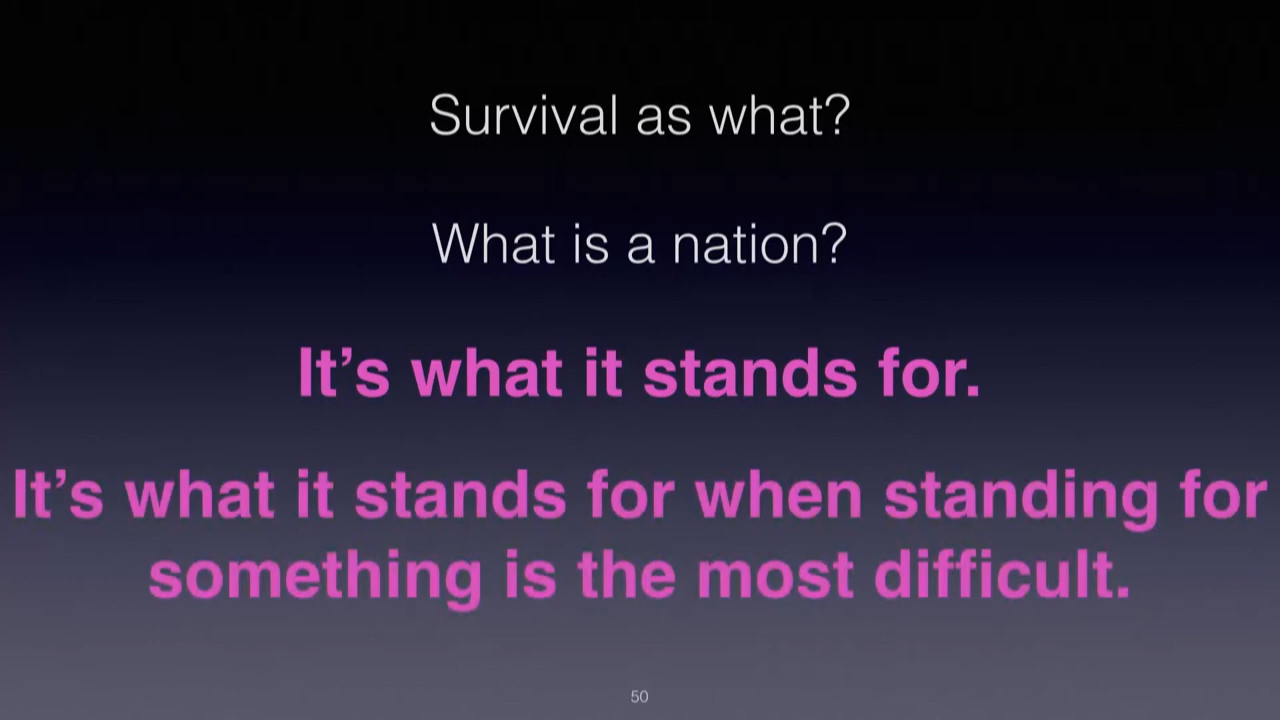 Survival as what?
What is a nation?
It’s what it stands for.
It’s what it stands for when standing for
something is the most difficult.
50